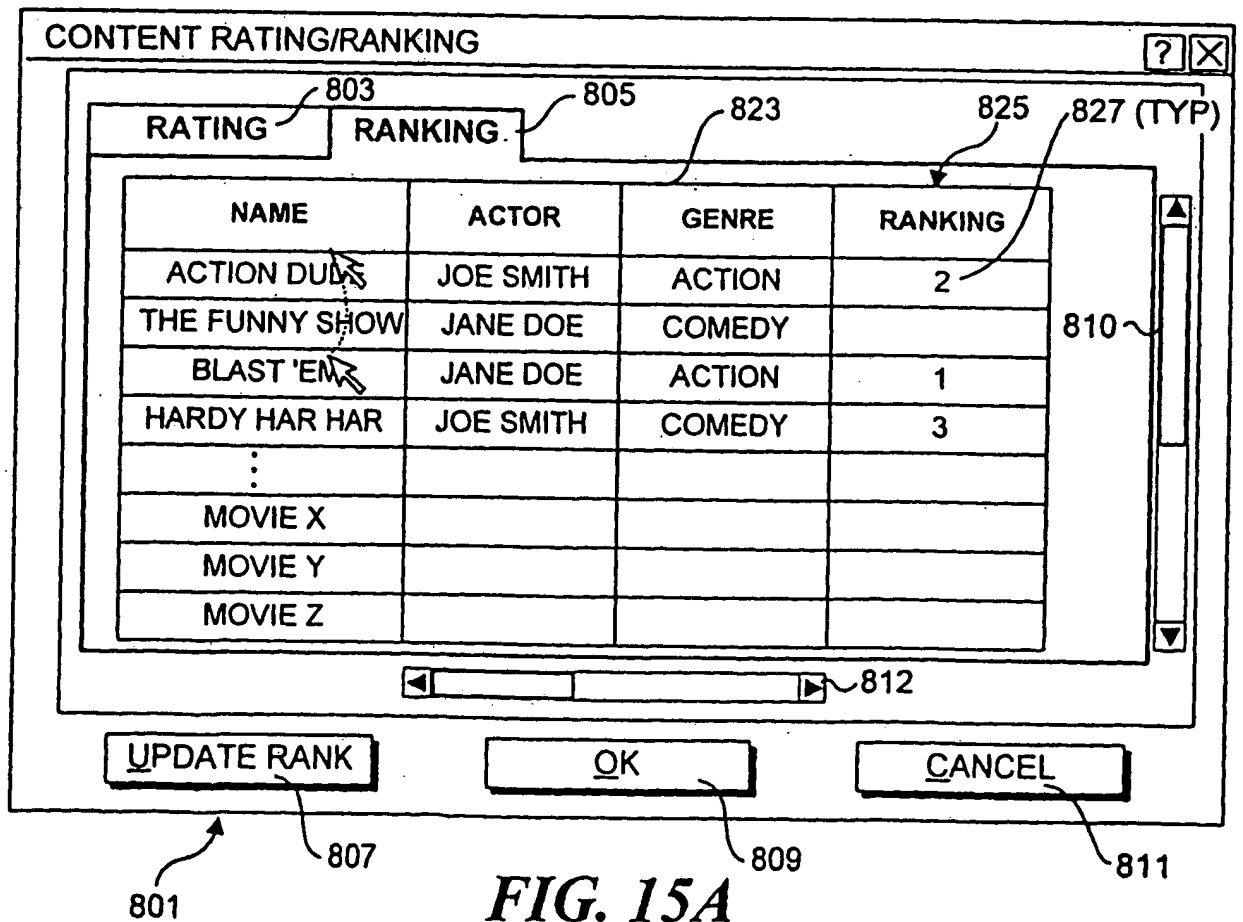 CONTENT RATING/RANKING ? X
803 805 823 825 827 (TYP)
RATING RANKING
NAME ACTOR GENRE RANKING
ACTION DUDE JOE SMITH ACTION 2
THE FUNNY SHOW JANE DOE COMEDY
810
BLAST 'EM JANE DOE ACTION 1
HARDY HAR HAR JOE SMITH COMEDY 3
⋮
MOVIE X
MOVIE Y
MOVIE Z
812
UPDATE RANK OK CANCEL
807 809 811
801
FIG. 15A